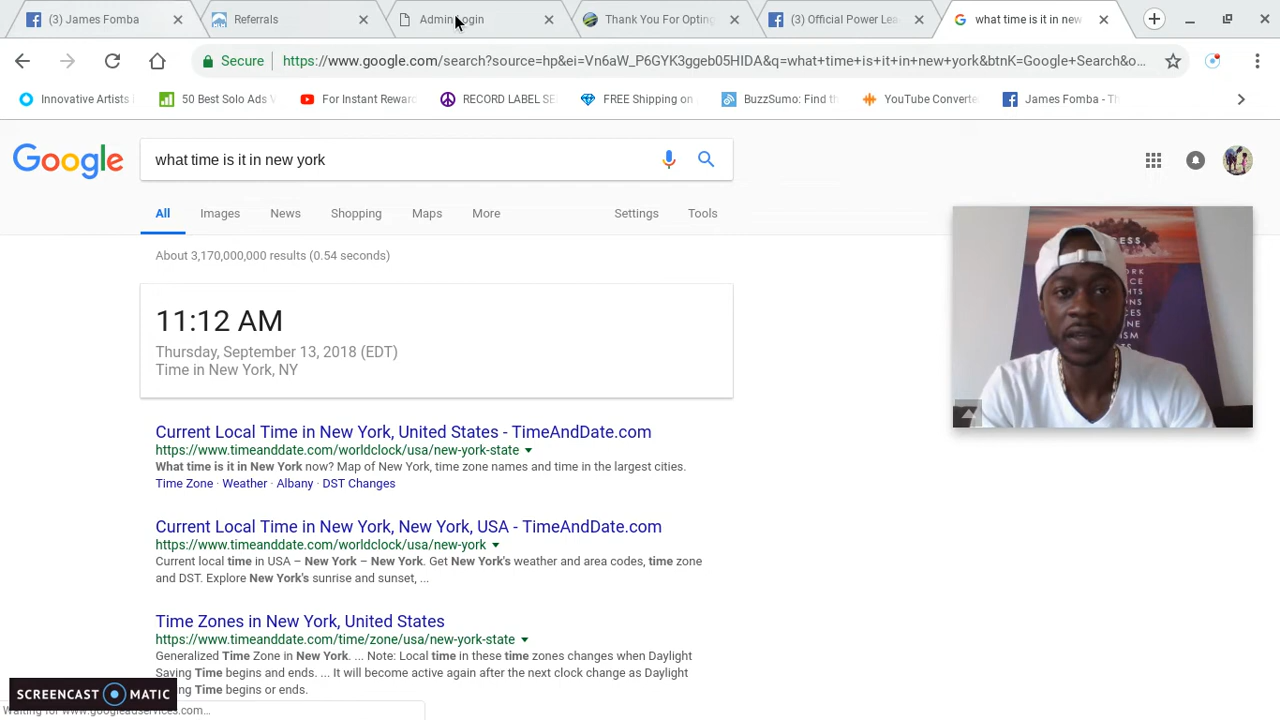 (3) James Fomba
Referrals
Admin Login
Thank You For Opting
(3) Official Power Lea
what time is it in new
Secure
https://www.google.com/search?source=hp&ei=Vn6aW_P6GYK3ggeb05HIDA&q=what+time+is+it+in+new+york&btnK=Google+Search&o...
Innovative Artists
50 Best Solo Ads V
For Instant Rewar
RECORD LABEL SE
FREE Shipping on
BuzzSumo: Find th
YouTube Converte
James Fomba - Th
Google
what time is it in new york
All
Images
News
Shopping
Maps
More
Settings
Tools
About 3,170,000,000 results (0.54 seconds)
11:12 AM
Thursday, September 13, 2018 (EDT)
Time in New York, NY
Current Local Time in New York, United States - TimeAndDate.com
https://www.timeanddate.com/worldclock/usa/new-york-state
What time is it in New York now? Map of New York, time zone names and time in the largest cities.
Time Zone · Weather · Albany · DST Changes
Current Local Time in New York, New York, USA - TimeAndDate.com
https://www.timeanddate.com/worldclock/usa/new-york
Current local time in USA – New York – New York. Get New York's weather and area codes, time zone
and DST. Explore New York's sunrise and sunset, ...
Time Zones in New York, United States
https://www.timeanddate.com/time/zone/usa/new-york-state
Generalized Time Zone in New York. ... Note: Local time in these time zones changes when Daylight
Saving Time begins and ends. ... It will become active again after the next clock change as Daylight
ng Time begins or ends.
SCREENCAST MATIC
Waiting for www.googleadservices.com...